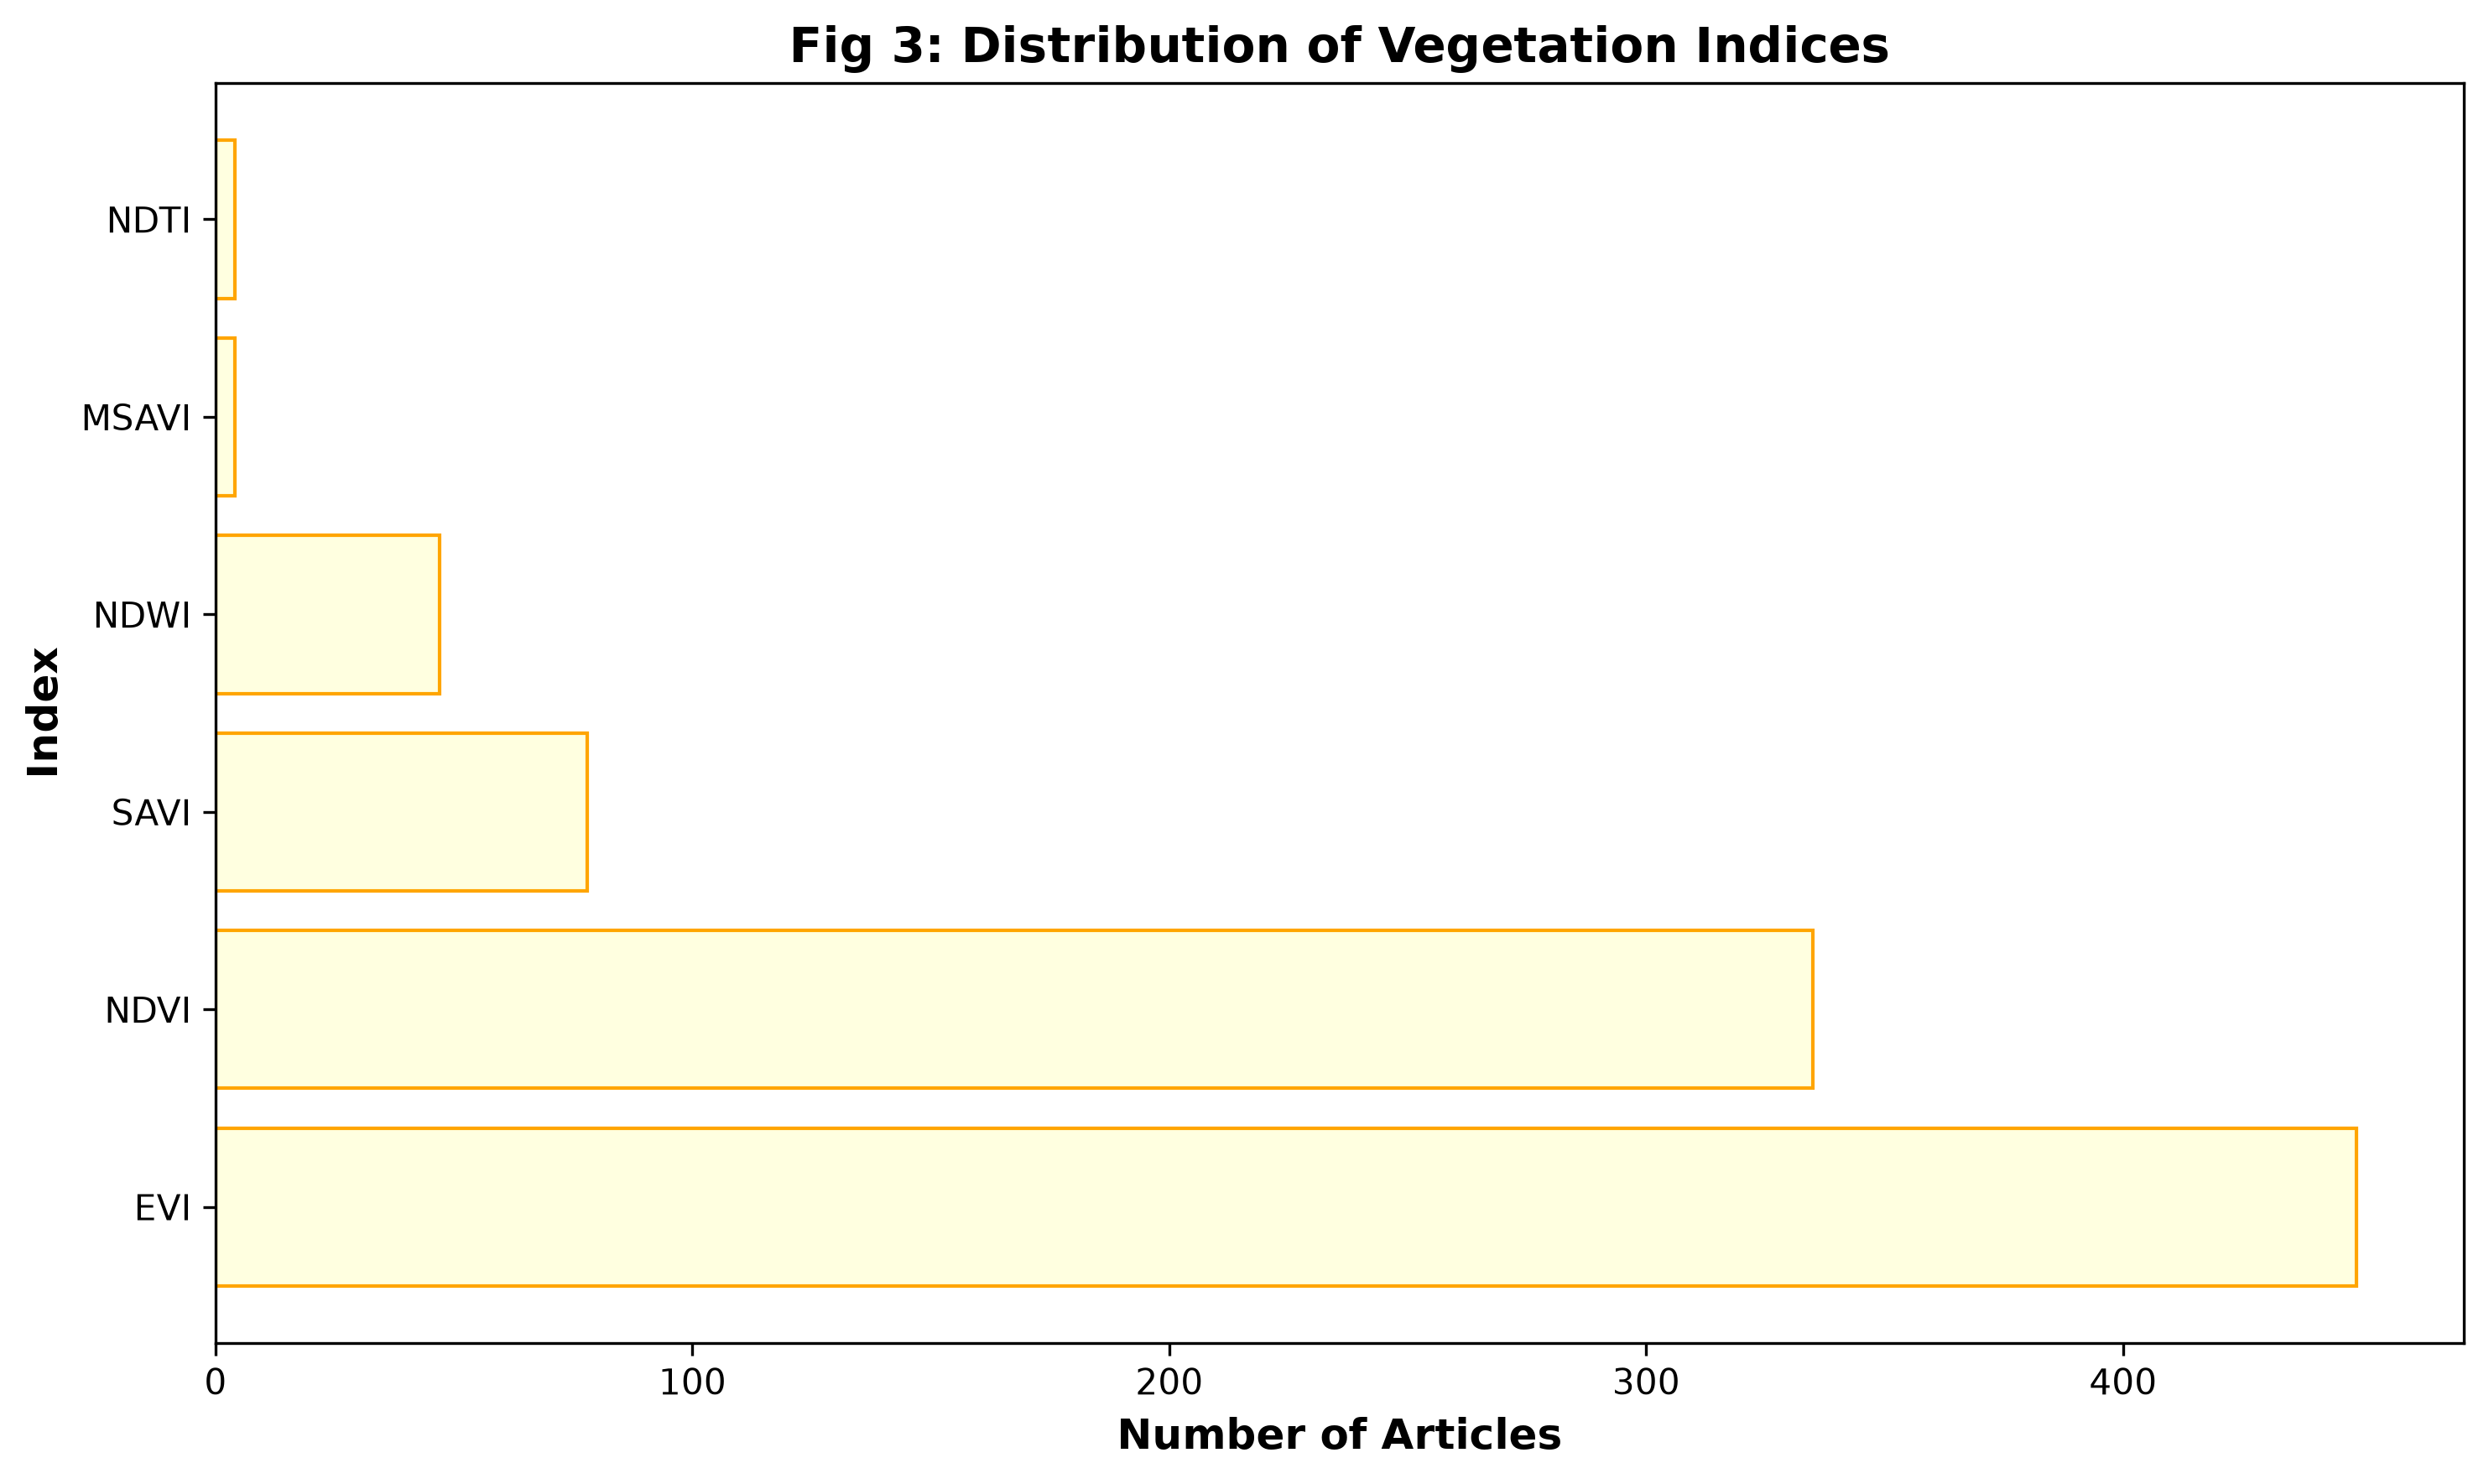 Fig 3: Distribution of Vegetation Indices
NDTI
MSAVI
NDWI
SAVI
NDVI
EVI
Index
0 100 200 300 400
Number of Articles